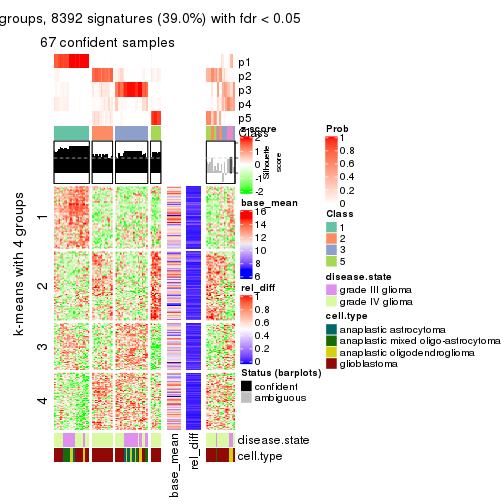 groups, 8392 signatures (39.0%) with fdr < 0.05
67 confident samples
p1
p2
p3
p4
p5
Class
Silhouette
score
k-means with 4 groups
1
2
3
4
base_mean
rel_diff
disease.state
cell.type
z-score
2
1
0
-1
-2
base_mean
16
14
12
10
8
6
rel_diff
1
0.8
0.6
0.4
0.2
0
Status (barplots)
confident
ambiguous
Prob
1
0.8
0.6
0.4
0.2
0
Class
1
2
3
5
disease.state
grade III glioma
grade IV glioma
cell.type
anaplastic astrocytoma
anaplastic mixed oligo-astrocytoma
anaplastic oligodendroglioma
glioblastoma